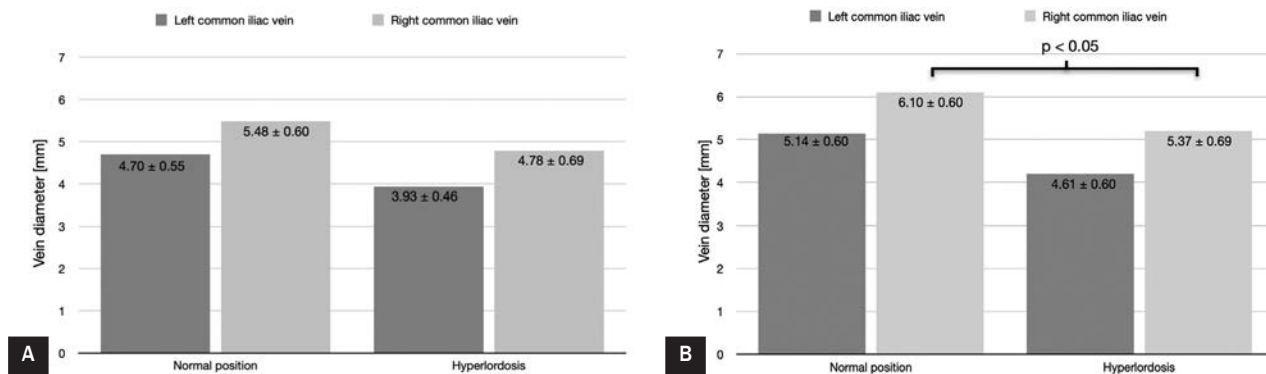 Left common iliac vein
Right common iliac vein
Vein diameter [mm]
7
6
5
4
3
2
1
0
4.70 ± 0.55
5.48 ± 0.60
3.93 ± 0.46
4.78 ± 0.69
Normal position
Hyperlordosis
A
Left common iliac vein
Right common iliac vein
p < 0.05
Vein diameter [mm]
7
6
5
4
3
2
1
0
5.14 ± 0.60
6.10 ± 0.60
4.61 ± 0.60
5.37 ± 0.69
Normal position
Hyperlordosis
B